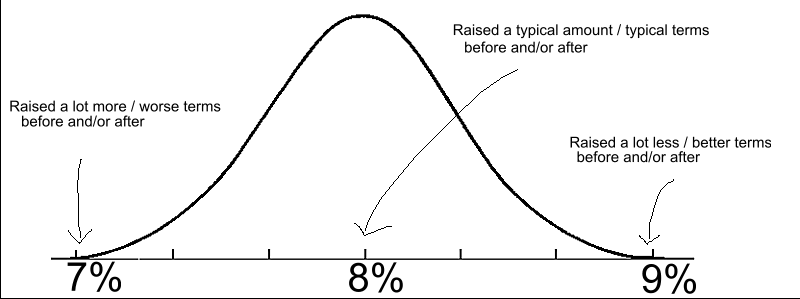 Raised a typical amount / typical terms
before and/or after
Raised a lot more / worse terms
before and/or after
Raised a lot less / better terms
before and/or after
7%
8%
9%